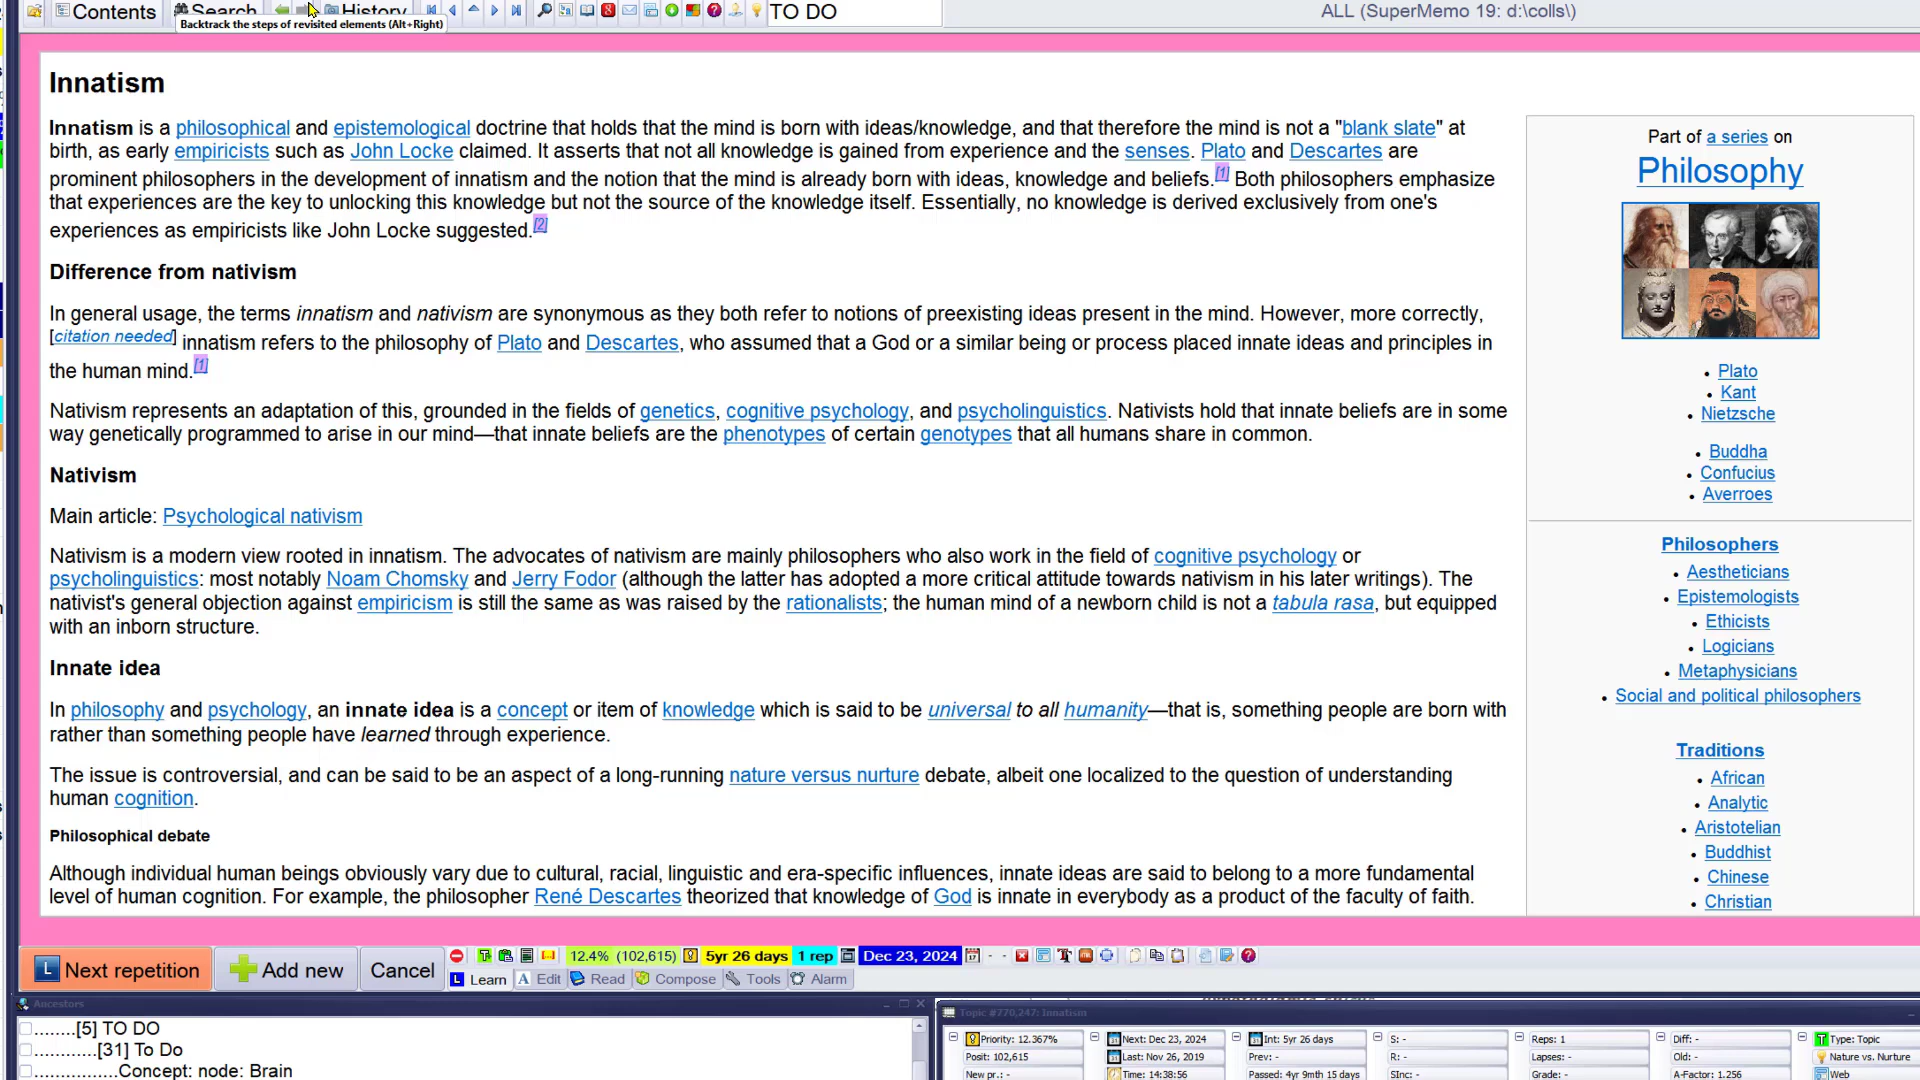 Contents
Search
History
TO DO
ALL (SuperMemo 19: d:\colls\)
Backtrack the steps of revisited elements (Alt+Right)
Innatism
Innatism is a philosophical and epistemological doctrine that holds that the mind is born with ideas/knowledge, and that therefore the mind is not a "blank slate" at
birth, as early empiricists such as John Locke claimed. It asserts that not all knowledge is gained from experience and the senses. Plato and Descartes are
prominent philosophers in the development of innatism and the notion that the mind is already born with ideas, knowledge and beliefs.[1] Both philosophers emphasize
that experiences are the key to unlocking this knowledge but not the source of the knowledge itself. Essentially, no knowledge is derived exclusively from one's
experiences as empiricists like John Locke suggested.[2]
Difference from nativism
In general usage, the terms innatism and nativism are synonymous as they both refer to notions of preexisting ideas present in the mind. However, more correctly,
[citation needed] innatism refers to the philosophy of Plato and Descartes, who assumed that a God or a similar being or process placed innate ideas and principles in
the human mind.[1]
Nativism represents an adaptation of this, grounded in the fields of genetics, cognitive psychology, and psycholinguistics. Nativists hold that innate beliefs are in some
way genetically programmed to arise in our mind—that innate beliefs are the phenotypes of certain genotypes that all humans share in common.
Nativism
Main article: Psychological nativism
Nativism is a modern view rooted in innatism. The advocates of nativism are mainly philosophers who also work in the field of cognitive psychology or
psycholinguistics: most notably Noam Chomsky and Jerry Fodor (although the latter has adopted a more critical attitude towards nativism in his later writings). The
nativist's general objection against empiricism is still the same as was raised by the rationalists; the human mind of a newborn child is not a tabula rasa, but equipped
with an inborn structure.
Innate idea
In philosophy and psychology, an innate idea is a concept or item of knowledge which is said to be universal to all humanity—that is, something people are born with
rather than something people have learned through experience.
The issue is controversial, and can be said to be an aspect of a long-running nature versus nurture debate, albeit one localized to the question of understanding
human cognition.
Philosophical debate
Although individual human beings obviously vary due to cultural, racial, linguistic and era-specific influences, innate ideas are said to belong to a more fundamental
level of human cognition. For example, the philosopher René Descartes theorized that knowledge of God is innate in everybody as a product of the faculty of faith.
Part of a series on
Philosophy
Plato
Kant
Nietzsche
Buddha
Confucius
Averroes
Philosophers
Aestheticians
Epistemologists
Ethicists
Logicians
Metaphysicians
Social and political philosophers
Traditions
African
Analytic
Aristotelian
Buddhist
Chinese
Christian
Next repetition
Add new
Cancel
12.4% (102,615)
5yr 26 days
1 rep
Dec 23, 2024
Learn
Edit
Read
Compose
Tools
Alarm
Ancestors
........[5] TO DO
............[31] To Do
................Concept: node: Brain
Topic #770,247: Innatism
Priority: 12.367%
Next: Dec 23, 2024
Int: 5yr 26 days
S: -
Reps: 1
Diff: -
Type: Topic
Posit: 102,615
Last: Nov 26, 2019
Prev: -
R: -
Lapses: -
Old: -
Nature vs. Nurture
New pr.: -
Time: 14:38:56
Passed: 4yr 9mth 15 days
SInc: -
Grade: -
A-Factor: 1.256
Web